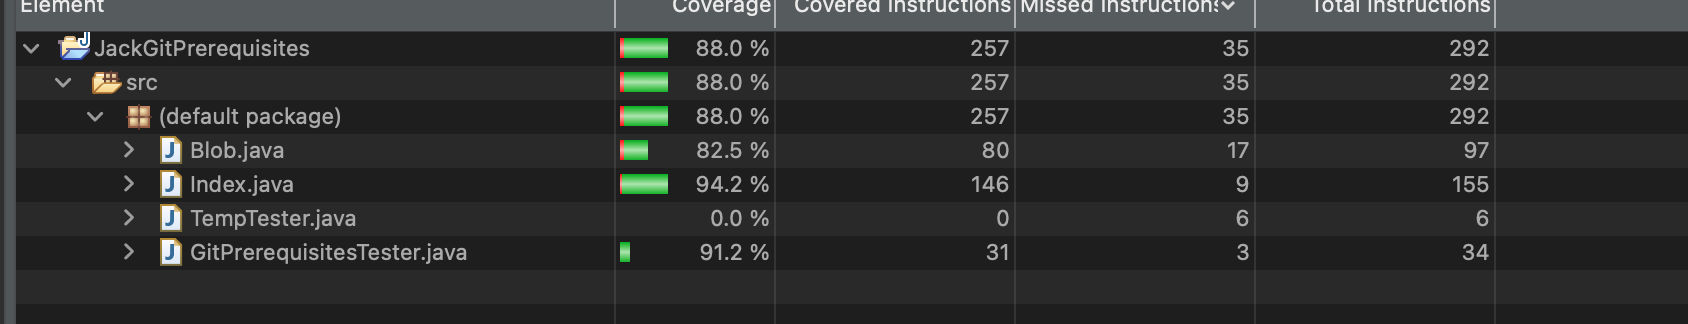 Element Coverage Covered Instructions Missed Instructions Total Instructions
JackGitPrerequisites 88.0 % 257 35 292
src 88.0 % 257 35 292
(default package) 88.0 % 257 35 292
Blob.java 82.5 % 80 17 97
Index.java 94.2 % 146 9 155
TempTester.java 0.0 % 0 6 6
GitPrerequisitesTester.java 91.2 % 31 3 34